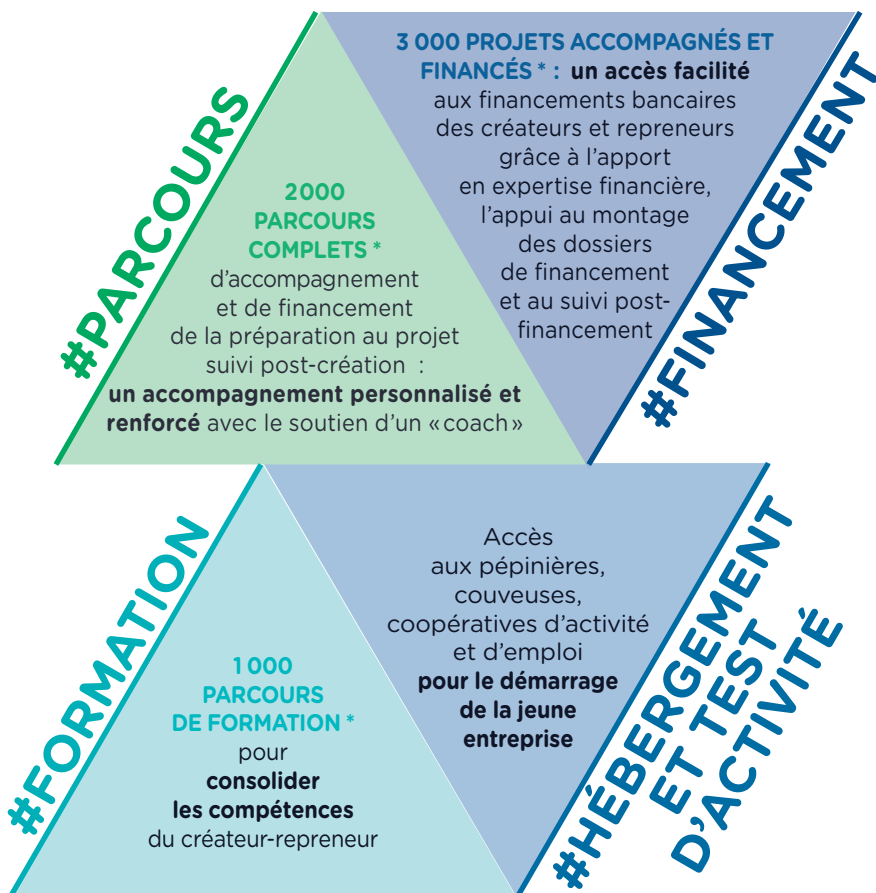 #PARCOURS
2000
PARCOURS
COMPLETS *
d’accompagnement
et de financement
de la préparation au projet
suivi post-création :
un accompagnement personnalisé et
renforcé avec le soutien d’un «coach»
3 000 PROJETS ACCOMPAGNÉS ET
FINANCÉS * : un accès facilité
aux financements bancaires
des créateurs et repreneurs
grâce à l’apport
en expertise financière,
l’appui au montage
des dossiers
de financement
et au suivi post-
financement
#FINANCEMENT
#FORMATION
1 000
PARCOURS
DE FORMATION *
pour
consolider
les compétences
du créateur-repreneur
Accès
aux pépinières,
couveuses,
coopératives d’activité
et d’emploi
pour le démarrage
de la jeune
entreprise
#HÉBERGEMENT
ET TEST
D’ACTIVITÉ